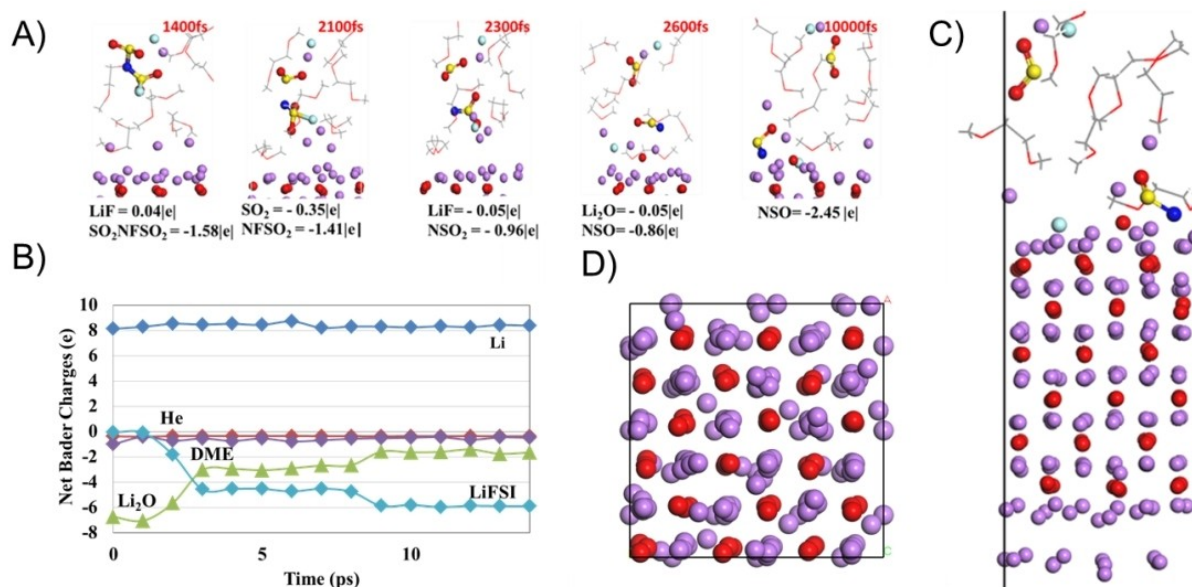 A)
1400fs
2100fs
2300fs
2600fs
10000fs
LiF = 0.04|e|
SO₂NFSO₂ = -1.58|e|
SO₂ = - 0.35|e|
NFSO₂ = -1.41|e|
LiF= - 0.05|e|
NSO₂ = -0.96|e|
Li₂O= - 0.05|e|
NSO= -0.86|e|
NSO= -2.45 |e|
B)
Net Bader Charges (e)
10
8
6
4
2
0
-2
-4
-6
-8
Li
He
DME
Li₂O
LiFSI
0
5
10
Time (ps)
C)
D)
A
C